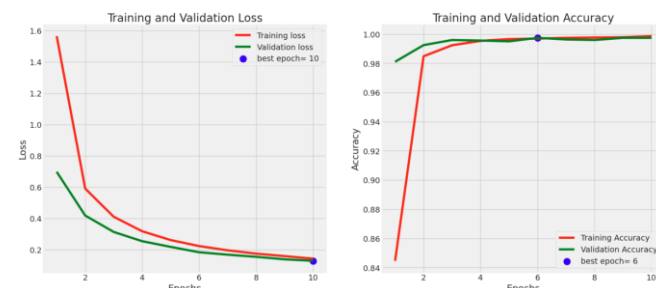 Training and Validation Loss
1.6
1.4
1.2
1.0
0.8
0.6
0.4
0.2
Loss
2
4
6
8
10
Epochs
Training loss
Validation loss
best epoch= 10
Training and Validation Accuracy
1.00
0.98
0.96
0.94
0.92
0.90
0.88
0.86
0.84
Accuracy
2
4
6
8
10
Epochs
Training Accuracy
Validation Accuracy
best epoch= 6